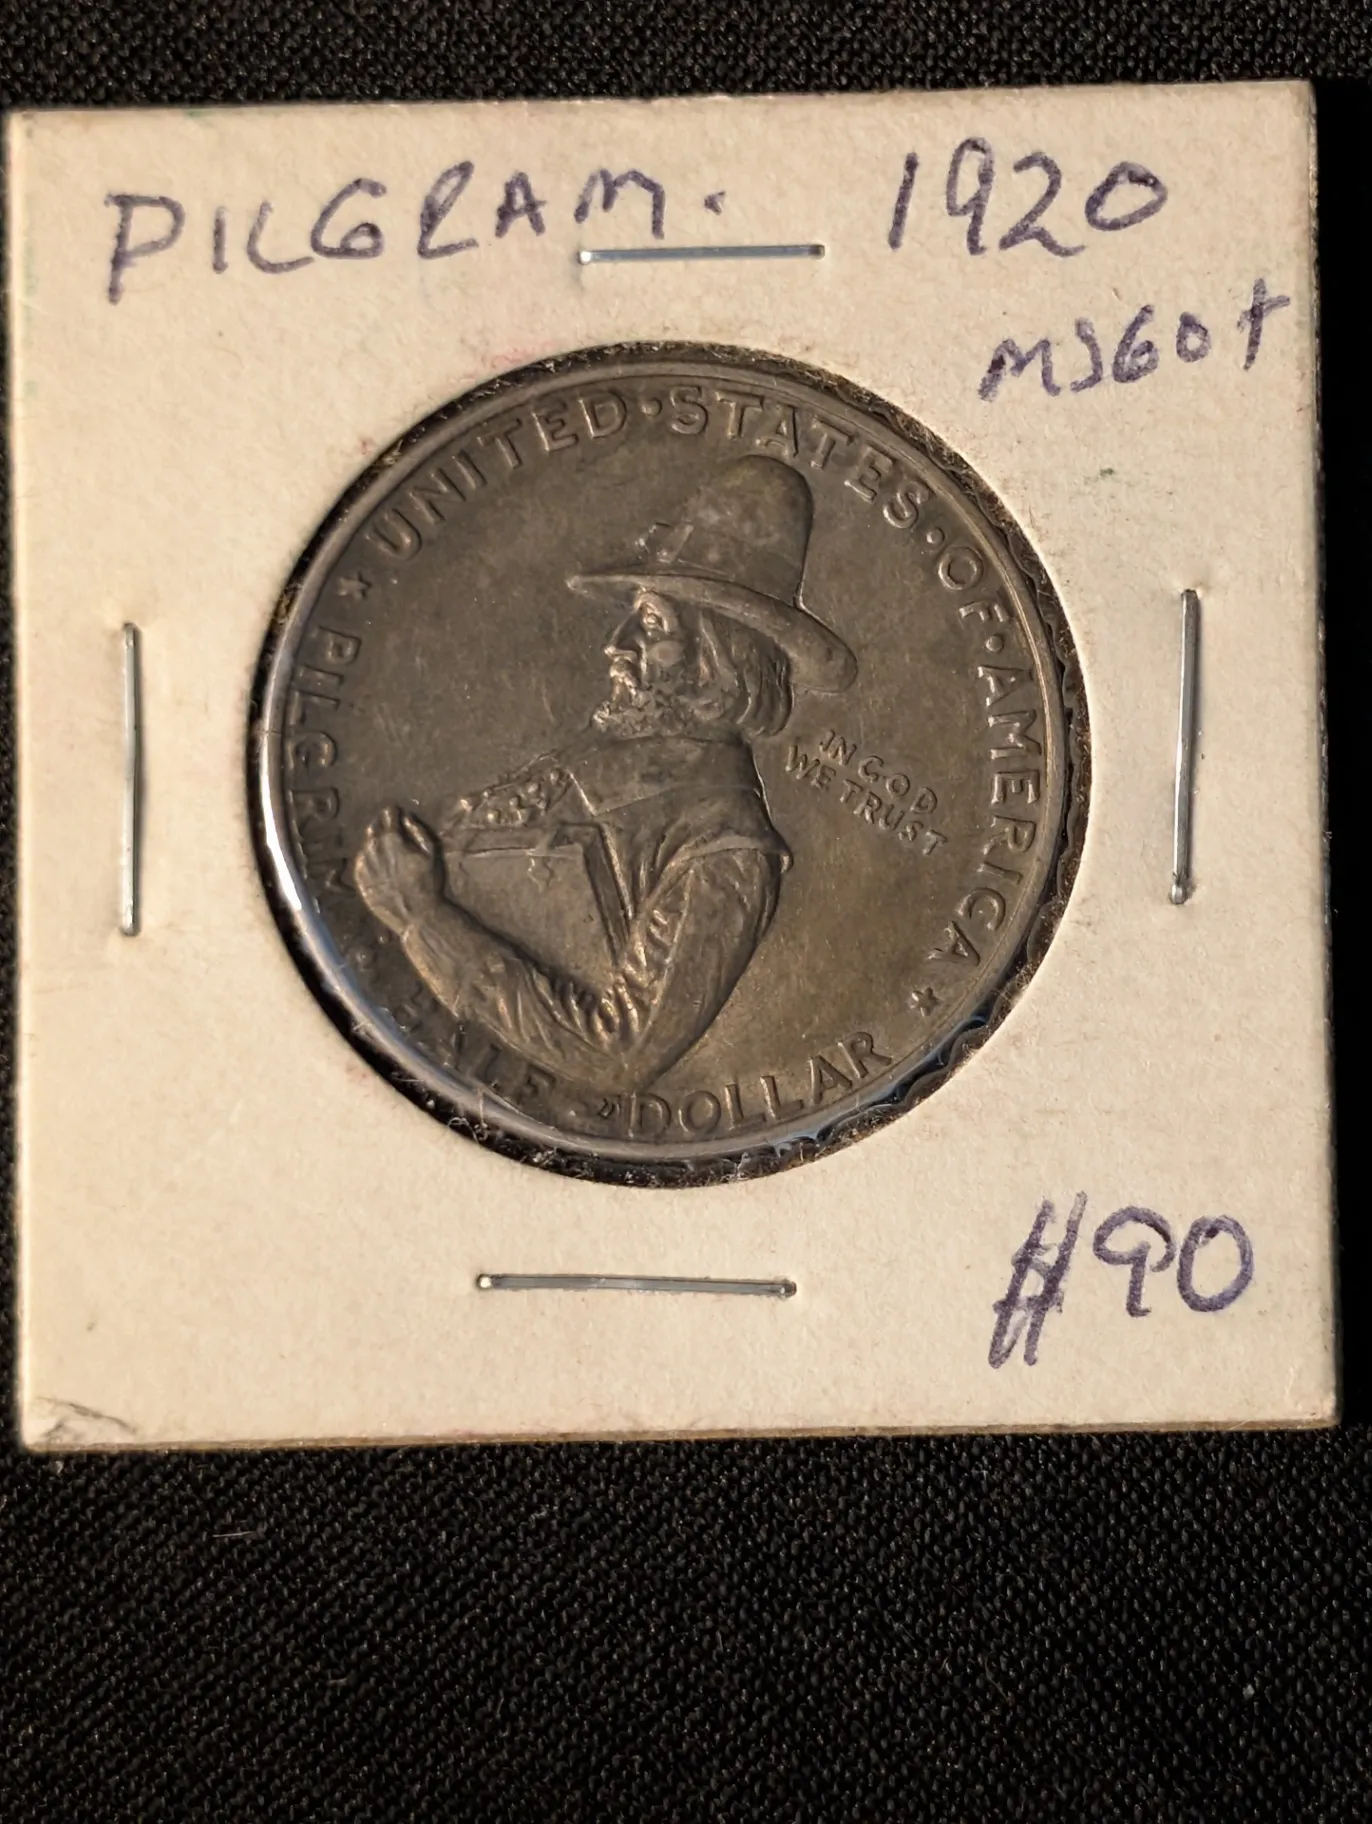 PILGRAM. 1920
MS60+
UNITED·STATES·OF·AMERICA
IN GOD
WE TRUST
PILGRIM
HALF DOLLAR
#90